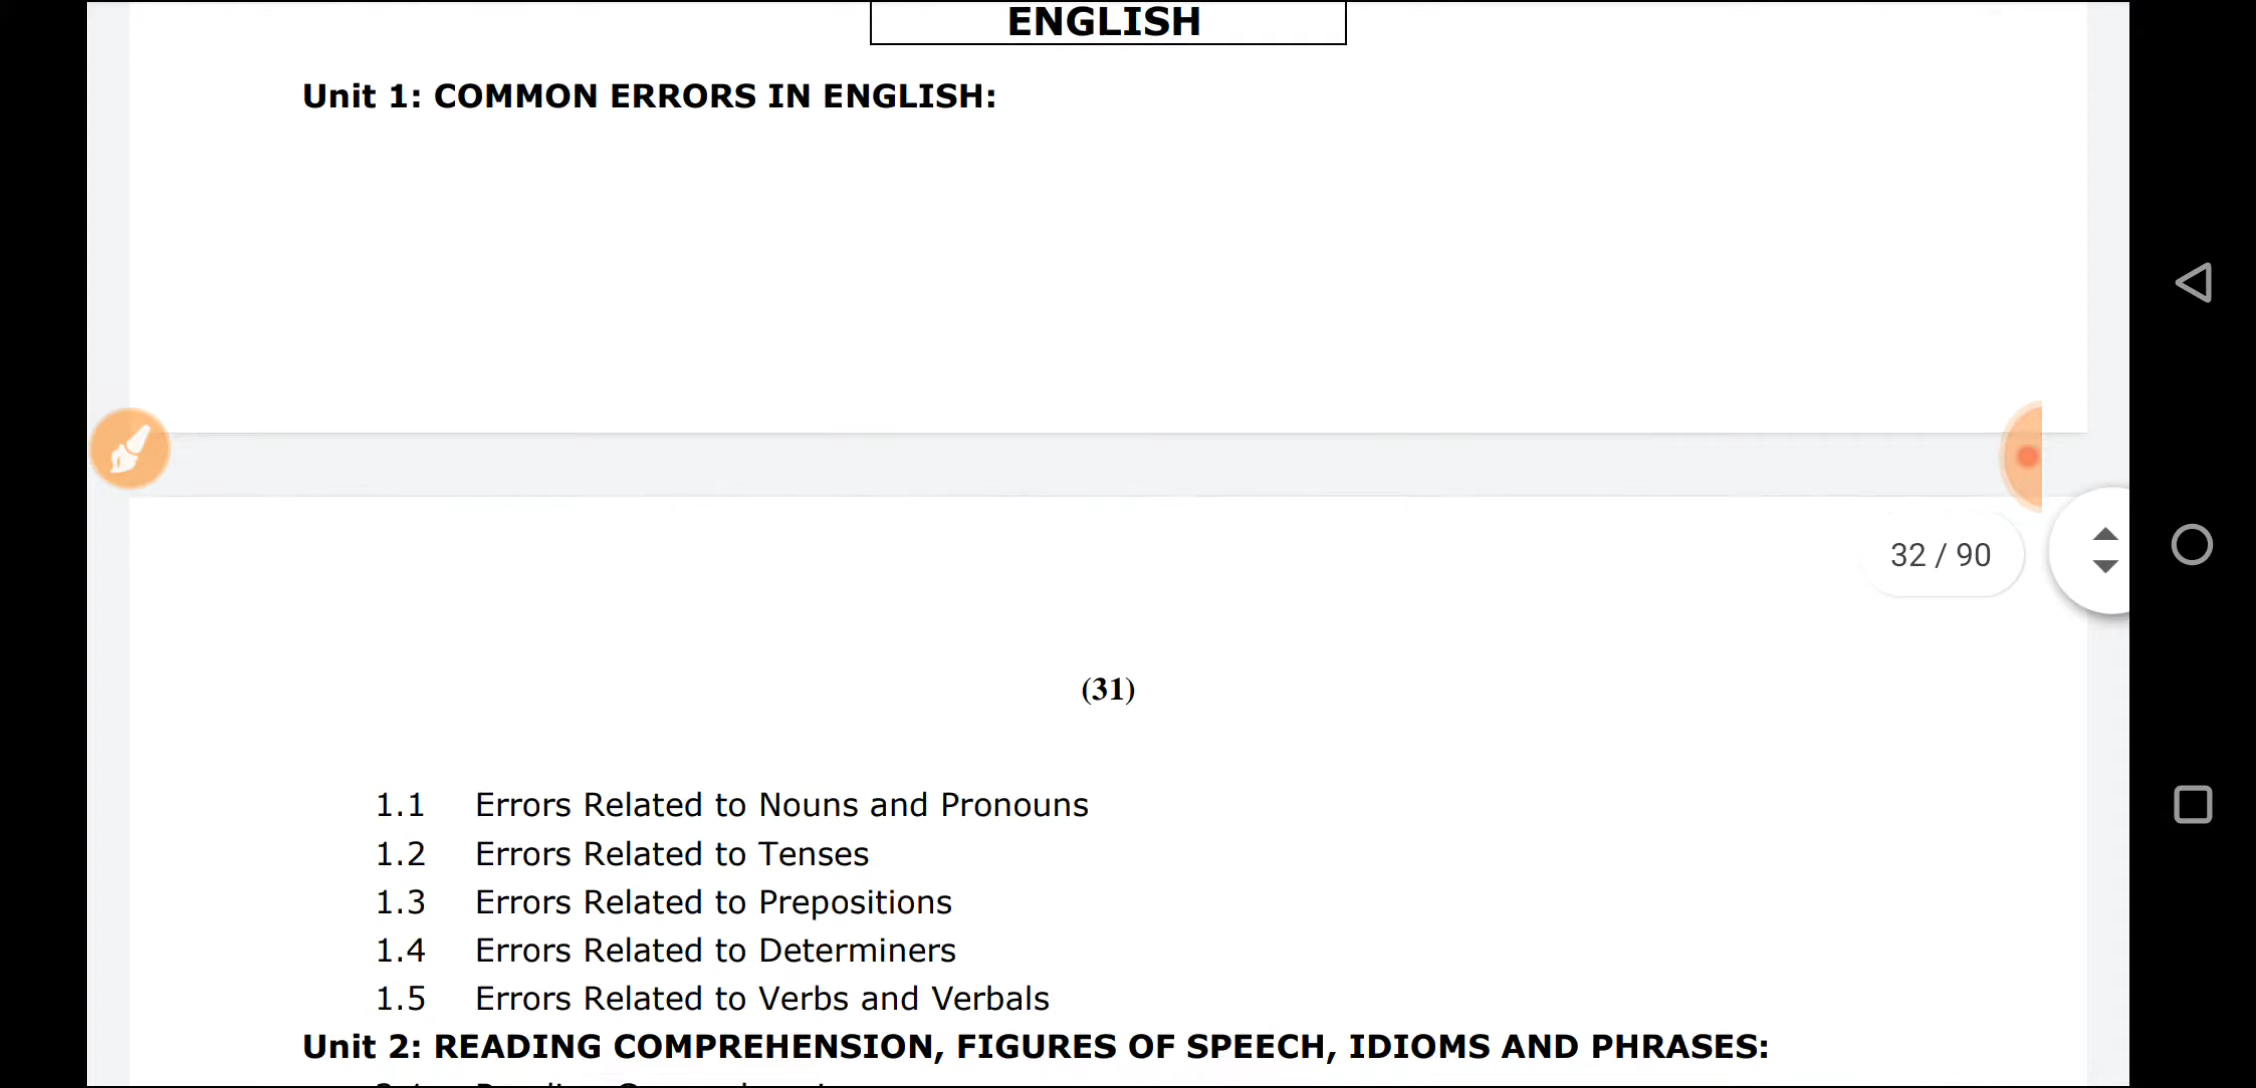 ENGLISH
Unit 1: COMMON ERRORS IN ENGLISH:
32 / 90
(31)
1.1 Errors Related to Nouns and Pronouns
1.2 Errors Related to Tenses
1.3 Errors Related to Prepositions
1.4 Errors Related to Determiners
1.5 Errors Related to Verbs and Verbals
Unit 2: READING COMPREHENSION, FIGURES OF SPEECH, IDIOMS AND PHRASES: